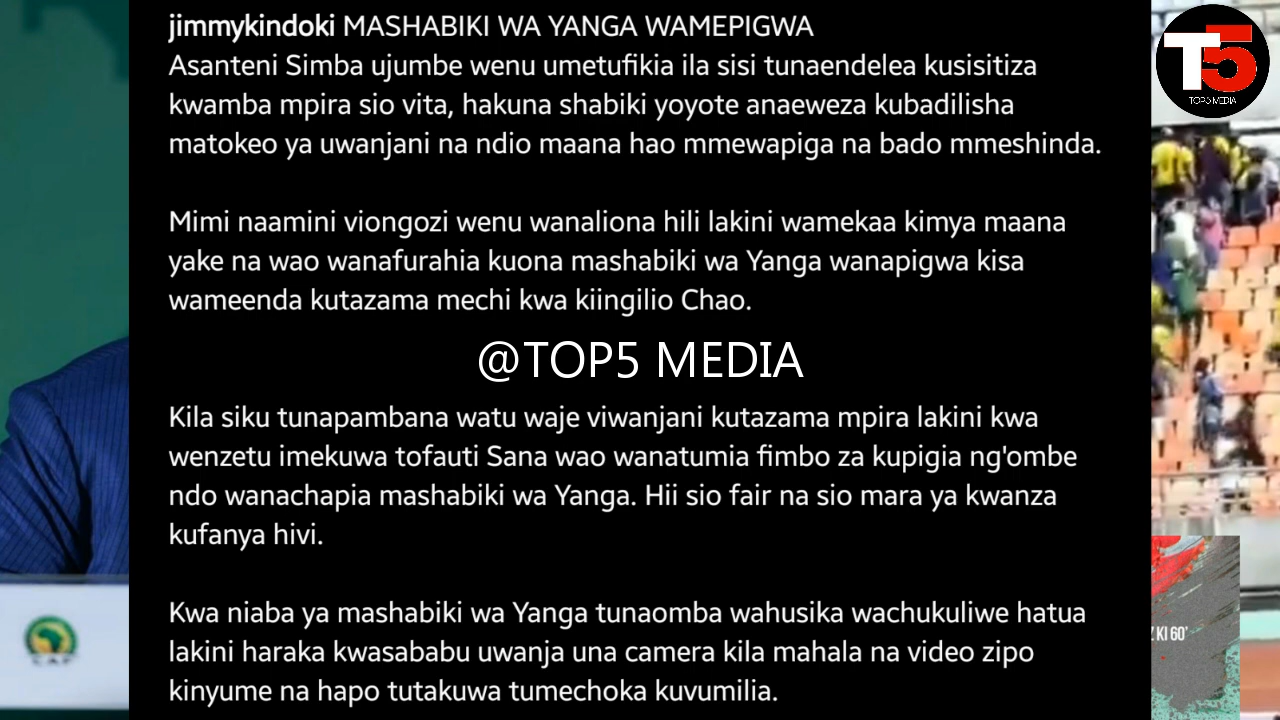 jimmykindoki MASHABIKI WA YANGA WAMEPIGWA
Asanteni Simba ujumbe wenu umetufikia ila sisi tunaendelea kusisitiza
kwamba mpira sio vita, hakuna shabiki yoyote anaeweza kubadilisha
matokeo ya uwanjani na ndio maana hao mmewapiga na bado mmeshinda.
Mimi naamini viongozi wenu wanaliona hili lakini wamekaa kimya maana
yake na wao wanafurahia kuona mashabiki wa Yanga wanapigwa kisa
wameenda kutazama mechi kwa kiingilio Chao.
@TOP5 MEDIA
Kila siku tunapambana watu waje viwanjani kutazama mpira lakini kwa
wenzetu imekuwa tofauti Sana wao wanatumia fimbo za kupigia ng'ombe
ndo wanachapia mashabiki wa Yanga. Hii sio fair na sio mara ya kwanza
kufanya hivi.
Kwa niaba ya mashabiki wa Yanga tunaomba wahusika wachukuliwe hatua
lakini haraka kwasababu uwanja una camera kila mahala na video zipo
kinyume na hapo tutakuwa tumechoka kuvumilia.
T5
TOP5 MEDIA
CAF
Z KI 60'